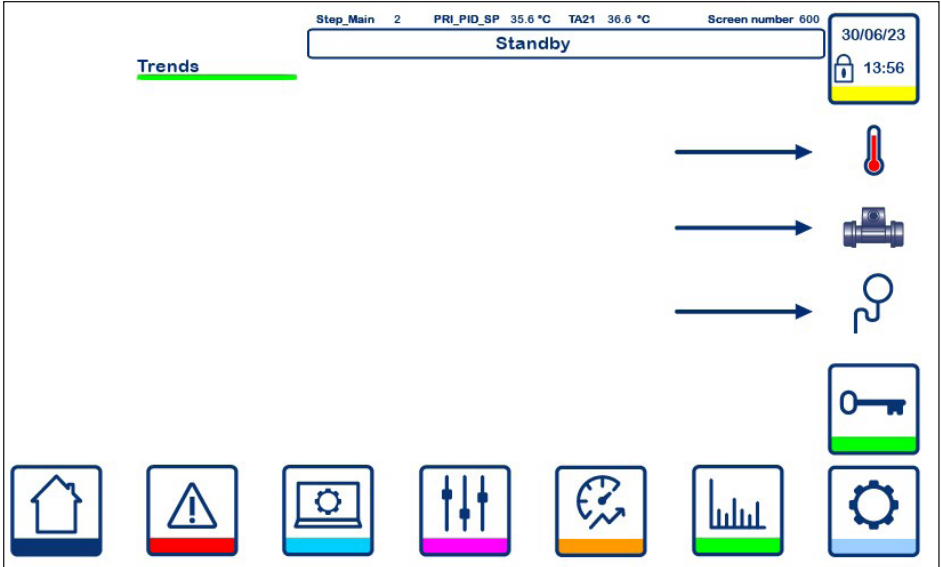 Step_Main 2 PRI_PID_SP 35.6 °C TA21 36.6 °C Screen number 600
Standby
30/06/23
13:56
Trends